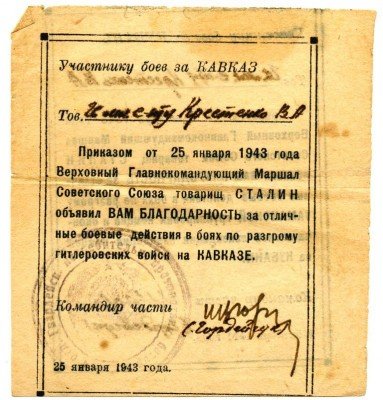 Участнику боев за КАВКАЗ
Тов. Крестенко В А
Приказом от 25 января 1943 года
Верховный Главнокомандующий Маршал
Советского Союза товарищ СТАЛИН
объявил ВАМ БЛАГОДАРНОСТЬ за отлич-
ные боевые действия в боях по разгрому
гитлеровских войск на КАВКАЗЕ.
Командир части
25 января 1943 года.